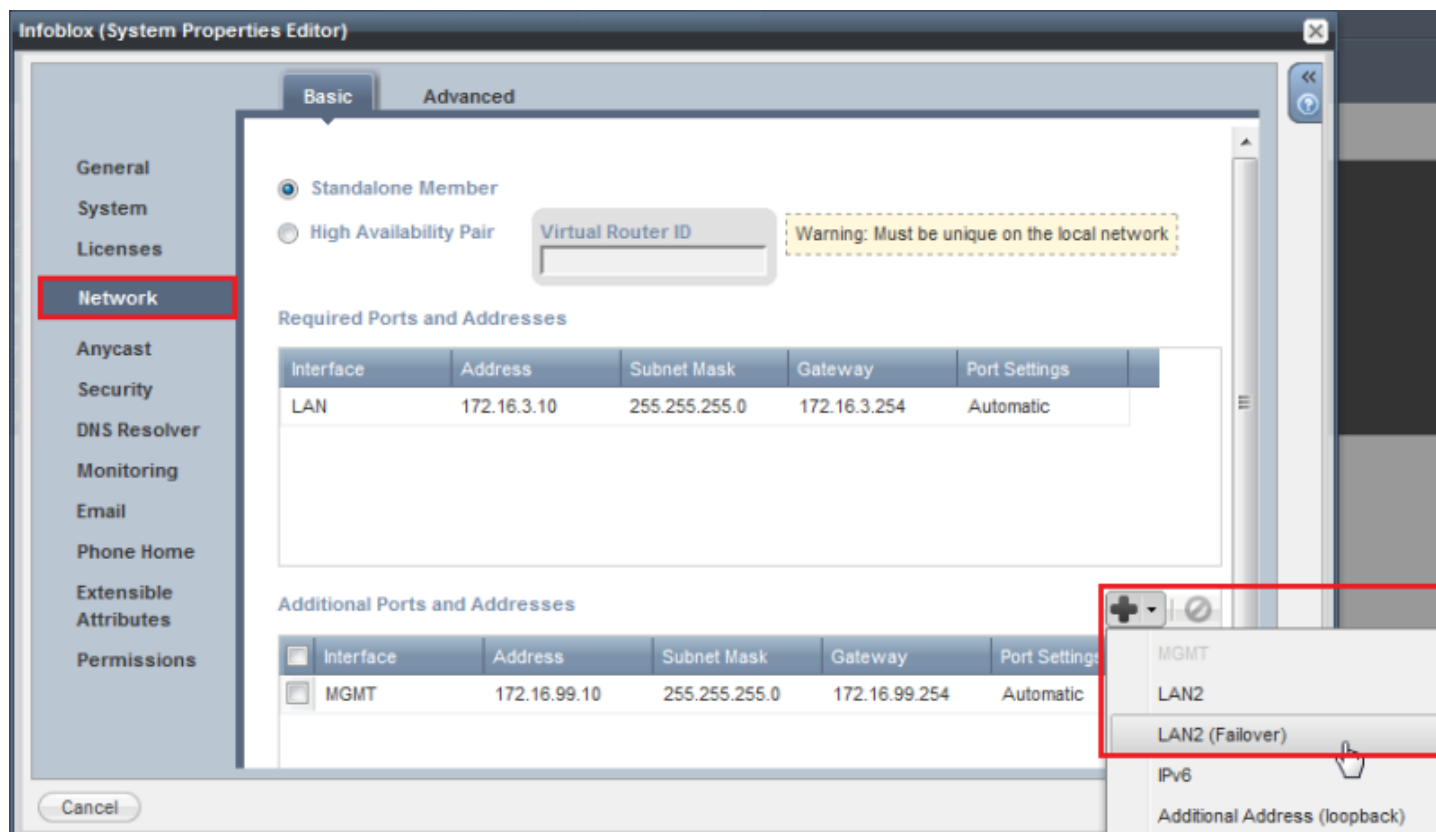 Infoblox (System Properties Editor)
Basic Advanced
General
System
Licenses
Network
Anycast
Security
DNS Resolver
Monitoring
Email
Phone Home
Extensible
Attributes
Permissions
Standalone Member
High Availability Pair
Virtual Router ID
Warning: Must be unique on the local network
Required Ports and Addresses
Interface Address Subnet Mask Gateway Port Settings
LAN 172.16.3.10 255.255.255.0 172.16.3.254 Automatic
Additional Ports and Addresses
Interface Address Subnet Mask Gateway Port Settings
MGMT 172.16.99.10 255.255.255.0 172.16.99.254 Automatic
MGMT
LAN2
LAN2 (Failover)
IPv6
Additional Address (loopback)
Cancel